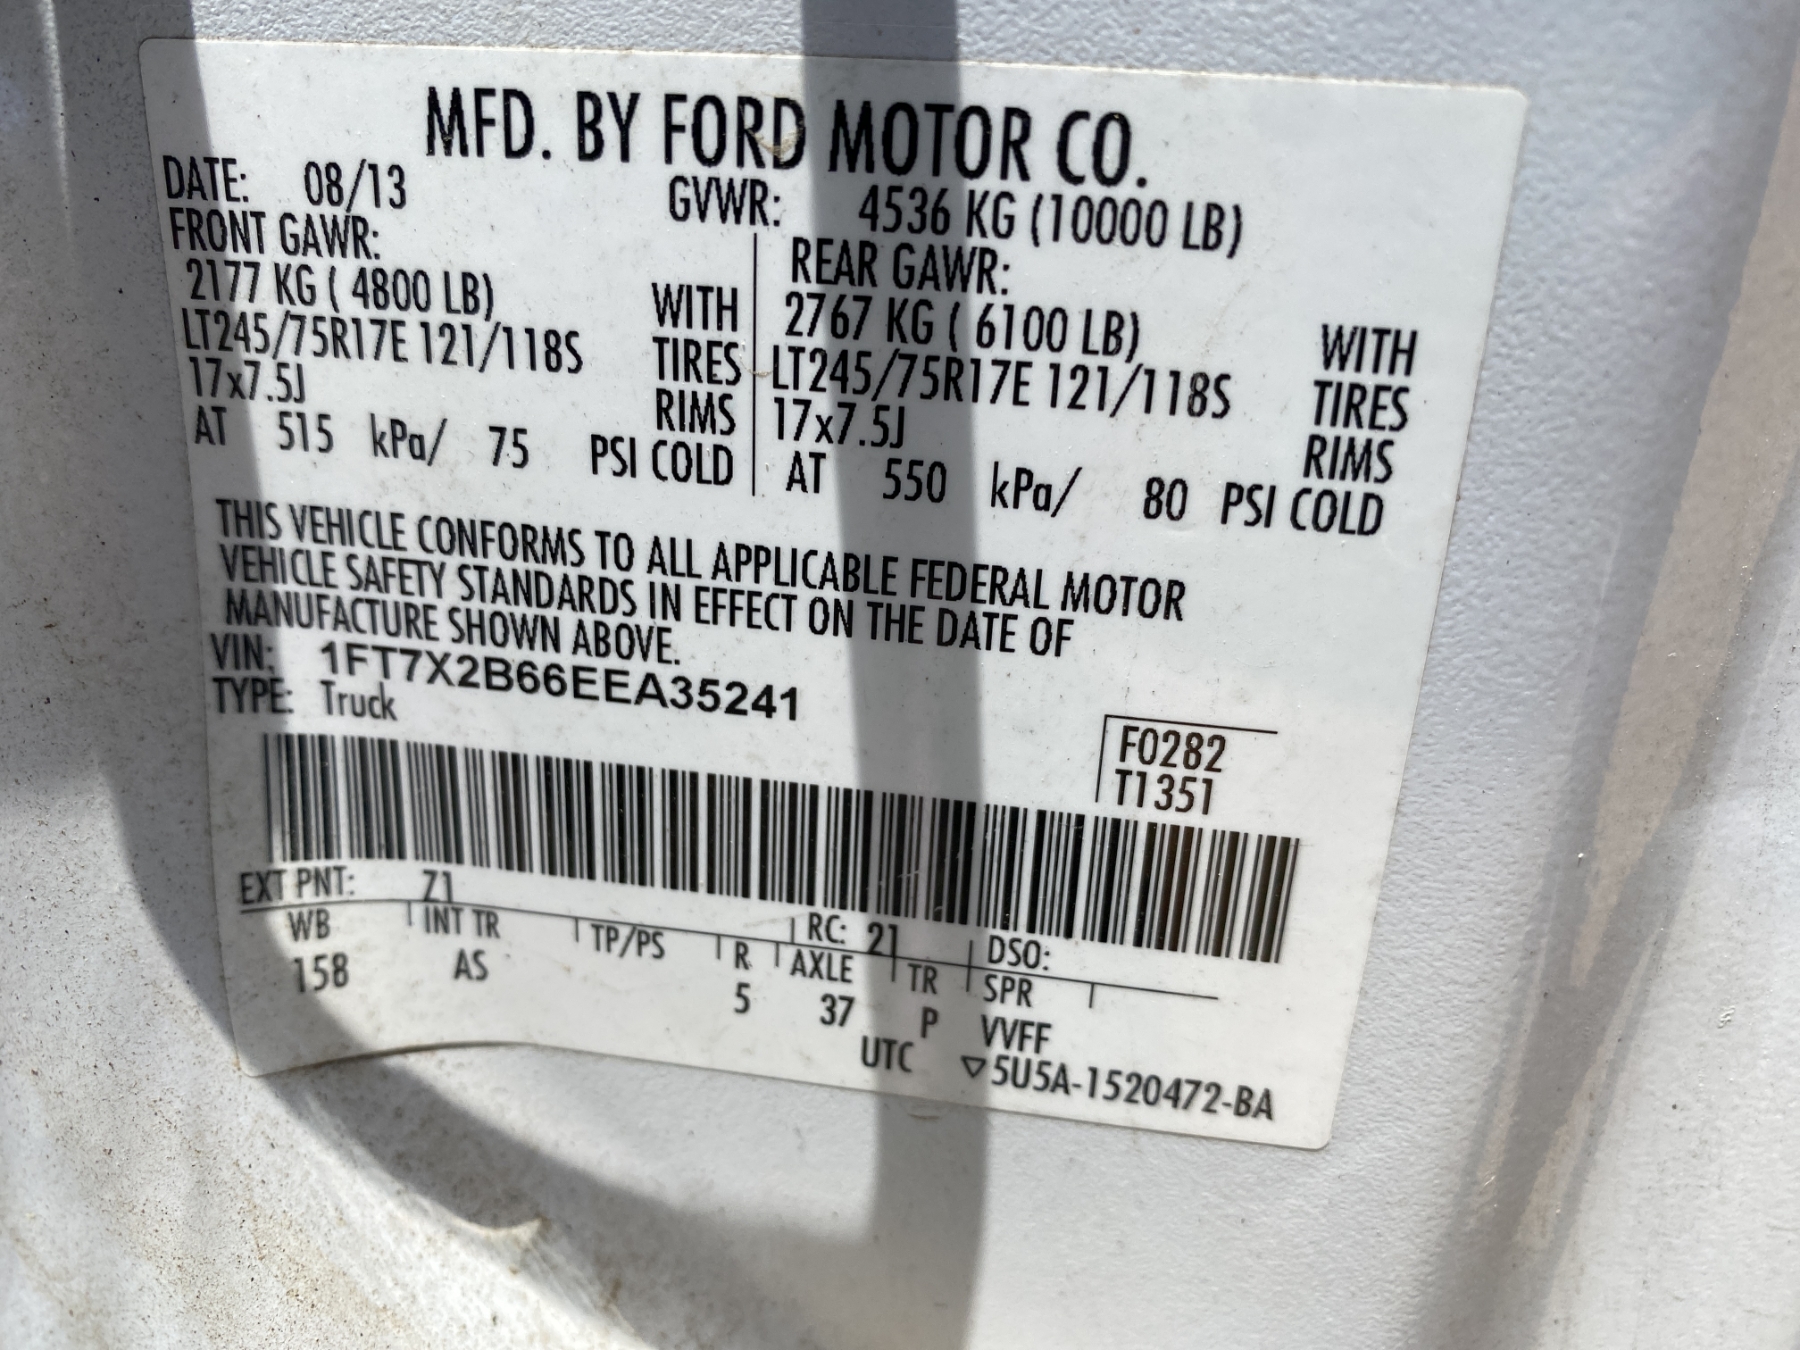 MFD. BY FORD MOTOR CO.
DATE: 08/13 GVWR: 4536 KG (10000 LB)
FRONT GAWR:
2177 KG ( 4800 LB) WITH
LT245/75R17E 121/118S TIRES
17x7.5J RIMS
AT 515 kPa/ 75 PSI COLD
REAR GAWR:
2767 KG ( 6100 LB) WITH
LT245/75R17E 121/118S TIRES
17x7.5J RIMS
AT 550 kPa/ 80 PSI COLD
THIS VEHICLE CONFORMS TO ALL APPLICABLE FEDERAL MOTOR
VEHICLE SAFETY STANDARDS IN EFFECT ON THE DATE OF
MANUFACTURE SHOWN ABOVE.
VIN: 1FT7X2B66EEA35241
TYPE: Truck
F0282
T1351
EXT PNT: Z1 RC: 21 DSO:
WB INT TR TP/PS R AXLE TR SPR
158 AS 5 37 P VVFF
UTC ▽5U5A-1520472-BA